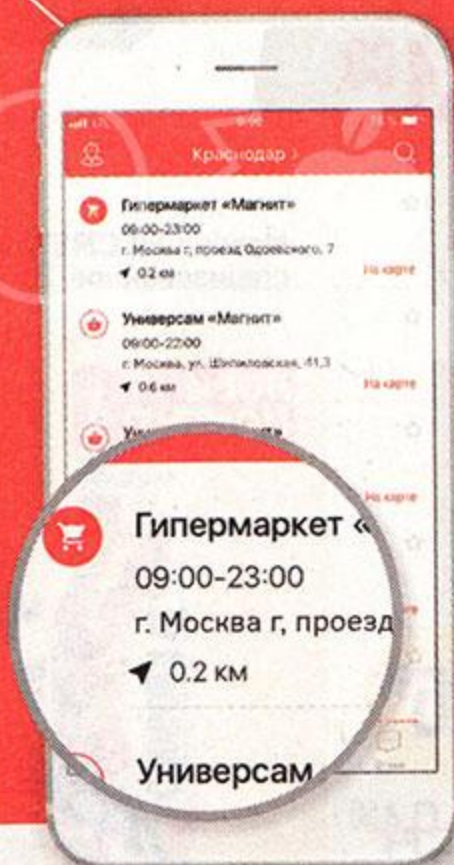 Краснодар >
Гипермаркет «Магнит»
09:00-23:00
г. Москва г, проезд Одоевского, 7
0.2 км
На карте
Универсам «Магнит»
09:00-22:00
г. Москва, ул. Шипиловская, 41,3
0.6 км
На карте
На карте
Гипермаркет «
09:00-23:00
г. Москва г, проезд
0.2 км
Универсам